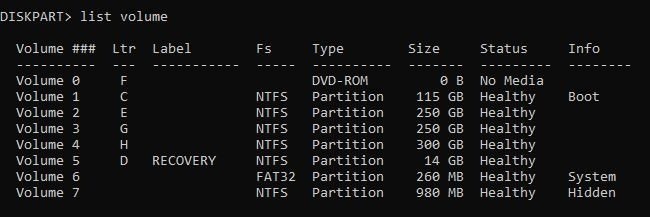 DISKPART> list volume
Volume ### Ltr Label Fs Type Size Status Info
---------- --- ----------- ----- ---------- ------- --------- --------
Volume 0 F DVD-ROM 0 B No Media
Volume 1 C NTFS Partition 115 GB Healthy Boot
Volume 2 E NTFS Partition 250 GB Healthy
Volume 3 G NTFS Partition 250 GB Healthy
Volume 4 H NTFS Partition 300 GB Healthy
Volume 5 D RECOVERY NTFS Partition 14 GB Healthy
Volume 6 FAT32 Partition 260 MB Healthy System
Volume 7 NTFS Partition 980 MB Healthy Hidden